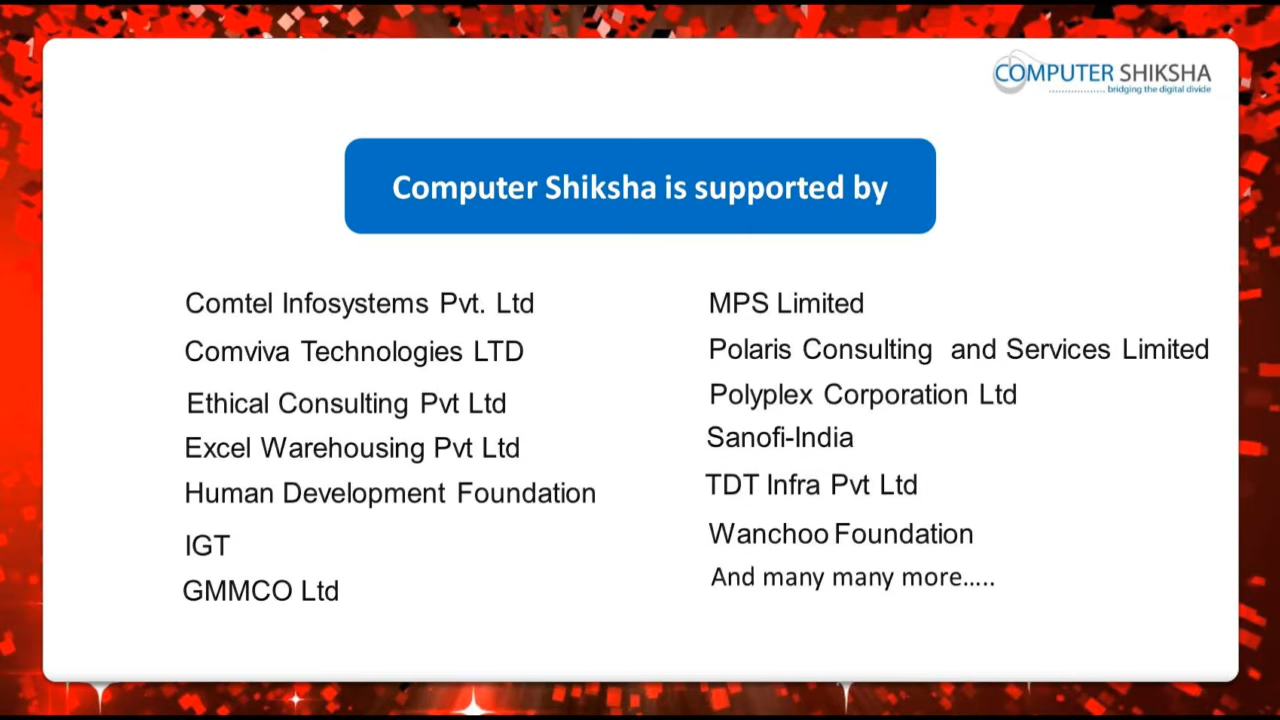 COMPUTER SHIKSHA
bridging the digital divide
Computer Shiksha is supported by
Comtel Infosystems Pvt. Ltd
Comviva Technologies LTD
Ethical Consulting Pvt Ltd
Excel Warehousing Pvt Ltd
Human Development Foundation
IGT
GMMCO Ltd
MPS Limited
Polaris Consulting and Services Limited
Polyplex Corporation Ltd
Sanofi-India
TDT Infra Pvt Ltd
Wanchoo Foundation
And many many more.....